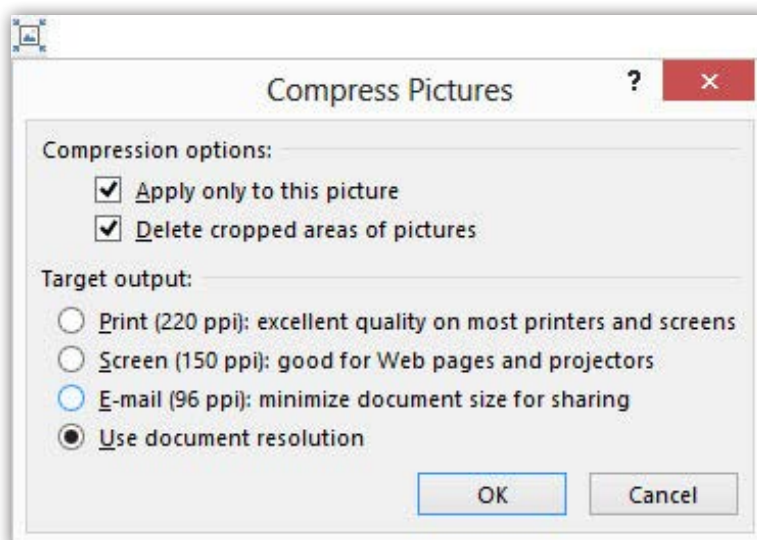 Compress Pictures ? ×
Compression options:
Apply only to this picture
Delete cropped areas of pictures
Target output:
Print (220 ppi): excellent quality on most printers and screens
Screen (150 ppi): good for Web pages and projectors
E-mail (96 ppi): minimize document size for sharing
Use document resolution
OK Cancel